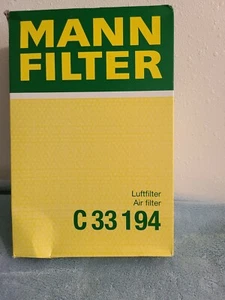 MANN
FILTER
Luftfilter
Air filter
C 33 194